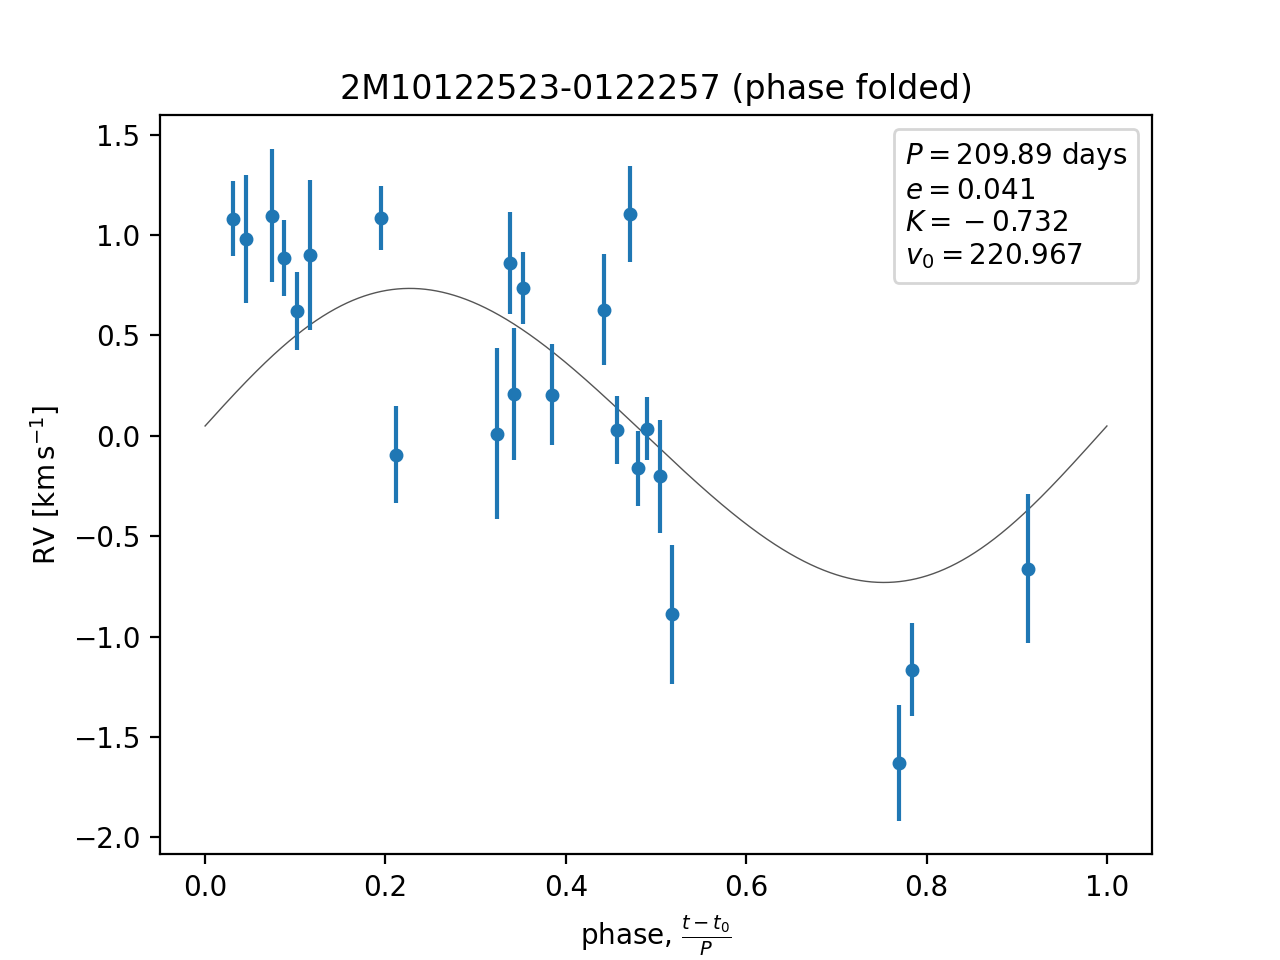 2M10122523-0122257 (phase folded)
P = 209.89 days
e = 0.041
K = −0.732
v₀ = 220.967
1.5
1.0
0.5
0.0
−0.5
−1.0
−1.5
−2.0
RV [km s⁻¹]
0.0 0.2 0.4 0.6 0.8 1.0
phase, (t − t₀)/P